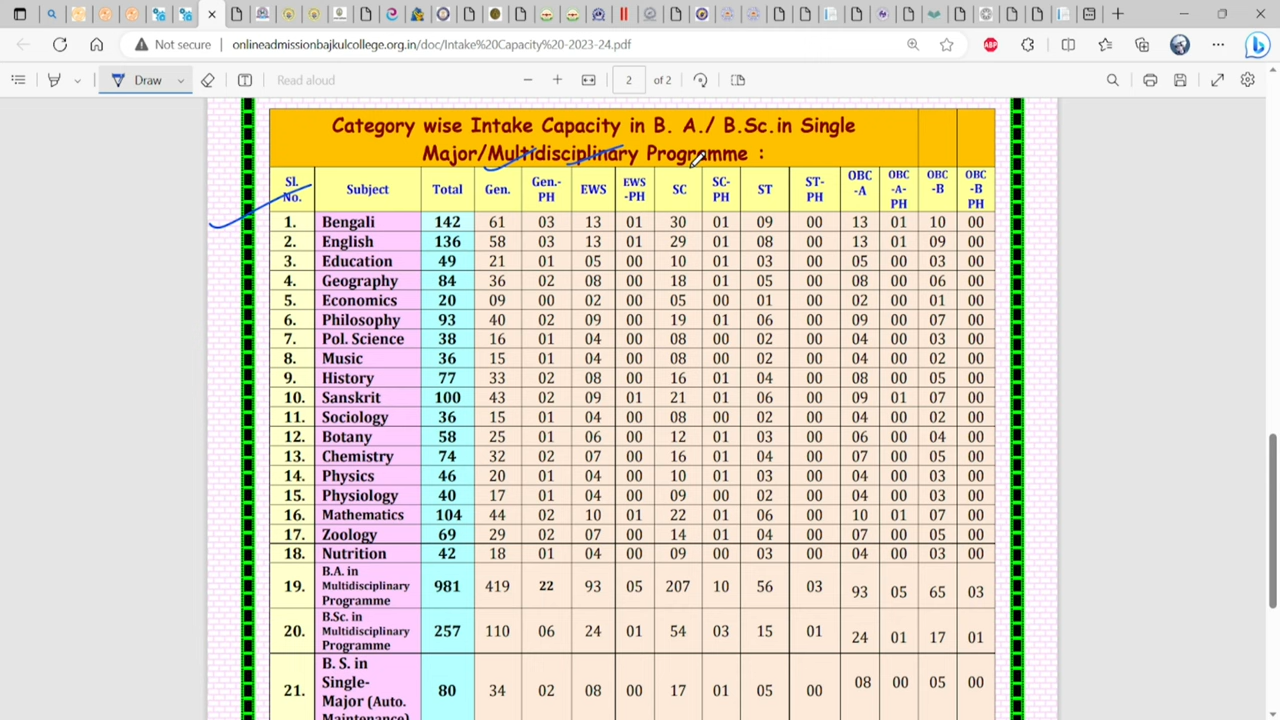 Not secure onlineadmissionbajkulcollege.org.in/doc/Intake%20Capacity%20-2023-24.pdf
ABP
Draw Read aloud 2 of 2
Category wise Intake Capacity in B. A./ B.Sc.in Single
Major/Multidisciplinary Programme :
Sl. No. Subject Total Gen. Gen.-PH EWS EWS-PH SC SC-PH ST ST-PH OBC-A OBC-A-PH OBC-B OBC-B PH
1. Bengali 142 61 03 13 01 30 01 09 00 13 01 10 00
2. English 136 58 03 13 01 29 01 08 00 13 01 09 00
3. Education 49 21 01 05 00 10 01 03 00 05 00 03 00
4. Geography 84 36 02 08 00 18 01 05 00 08 00 06 00
5. Economics 20 09 00 02 00 05 00 01 00 02 00 01 00
6. Philosophy 93 40 02 09 00 19 01 06 00 09 00 07 00
7. Pol. Science 38 16 01 04 00 08 00 02 00 04 00 03 00
8. Music 36 15 01 04 00 08 00 02 00 04 00 02 00
9. History 77 33 02 08 00 16 01 04 00 08 00 05 00
10. Sanskrit 100 43 02 09 01 21 01 06 00 09 01 07 00
11. Sociology 36 15 01 04 00 08 00 02 00 04 00 02 00
12. Botany 58 25 01 06 00 12 01 03 00 06 00 04 00
13. Chemistry 74 32 02 07 00 16 01 04 00 07 00 05 00
14. Physics 46 20 01 04 00 10 01 03 00 04 00 03 00
15. Physiology 40 17 01 04 00 09 00 02 00 04 00 03 00
16. Mathematics 104 44 02 10 01 22 01 06 00 10 01 07 00
17. Zoology 69 29 02 07 00 14 01 04 00 07 00 05 00
18. Nutrition 42 18 01 04 00 09 00 03 00 04 00 03 00
19. B.A. in Multidisciplinary Programme 981 419 22 93 05 207 10 56 03 93 05 65 03
20. B.Sc. in Multidisciplinary Programme 257 110 06 24 01 54 03 15 01 24 01 17 01
21. B. S. in Single-Major (Auto. Maintenance) 80 34 02 08 00 17 01 05 00 08 00 05 00